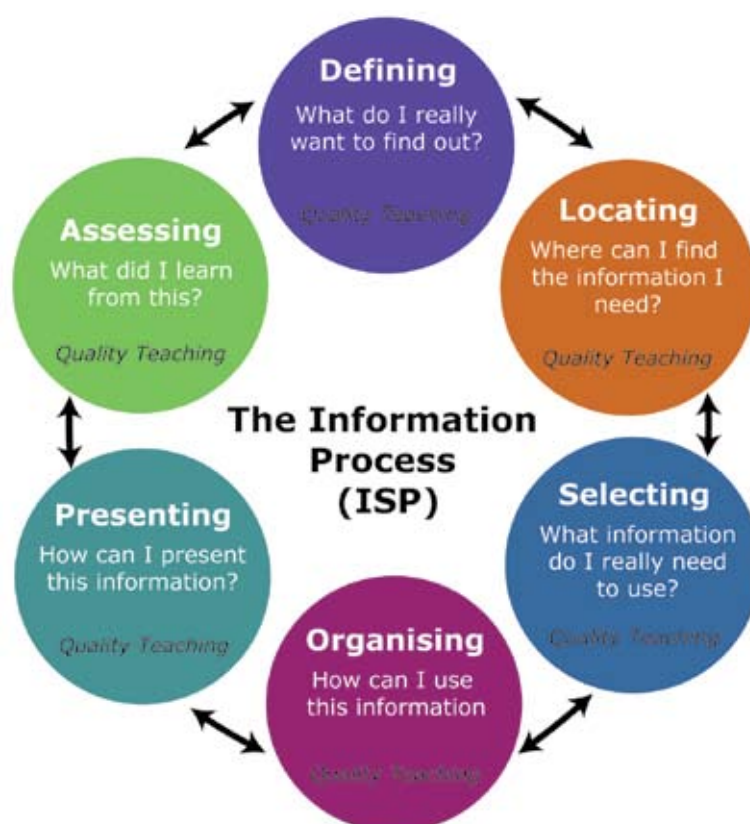 Defining
What do I really
want to find out?
Quality Teaching
Locating
Where can I find
the information I
need?
Quality Teaching
Selecting
What information
do I really need
to use?
Quality Teaching
Organising
How can I use
this information
Quality Teaching
Presenting
How can I present
this information?
Quality Teaching
Assessing
What did I learn
from this?
Quality Teaching
The Information
Process
(ISP)